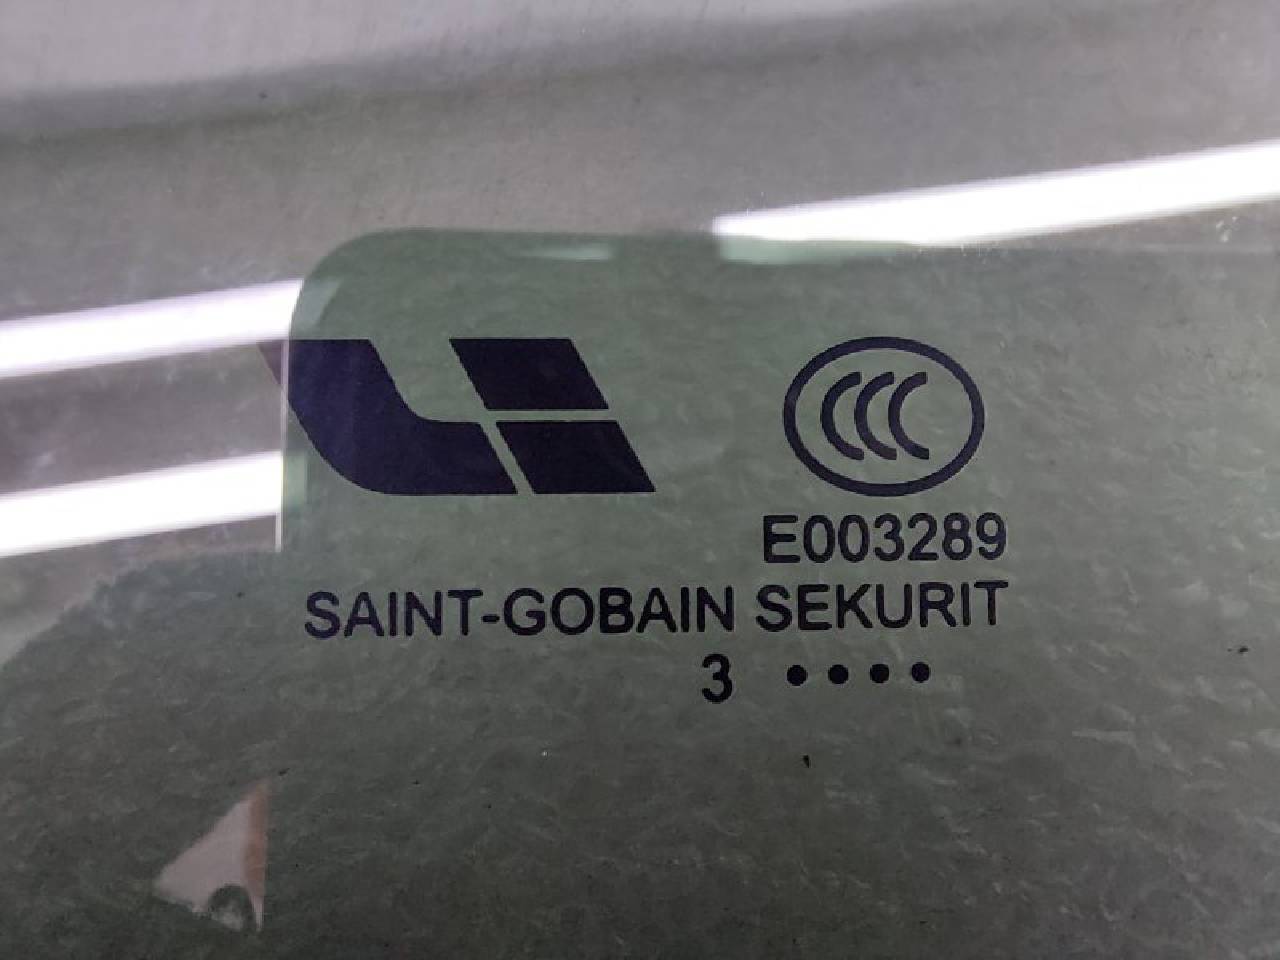 CCC
E003289
SAINT-GOBAIN SEKURIT
3 ••••